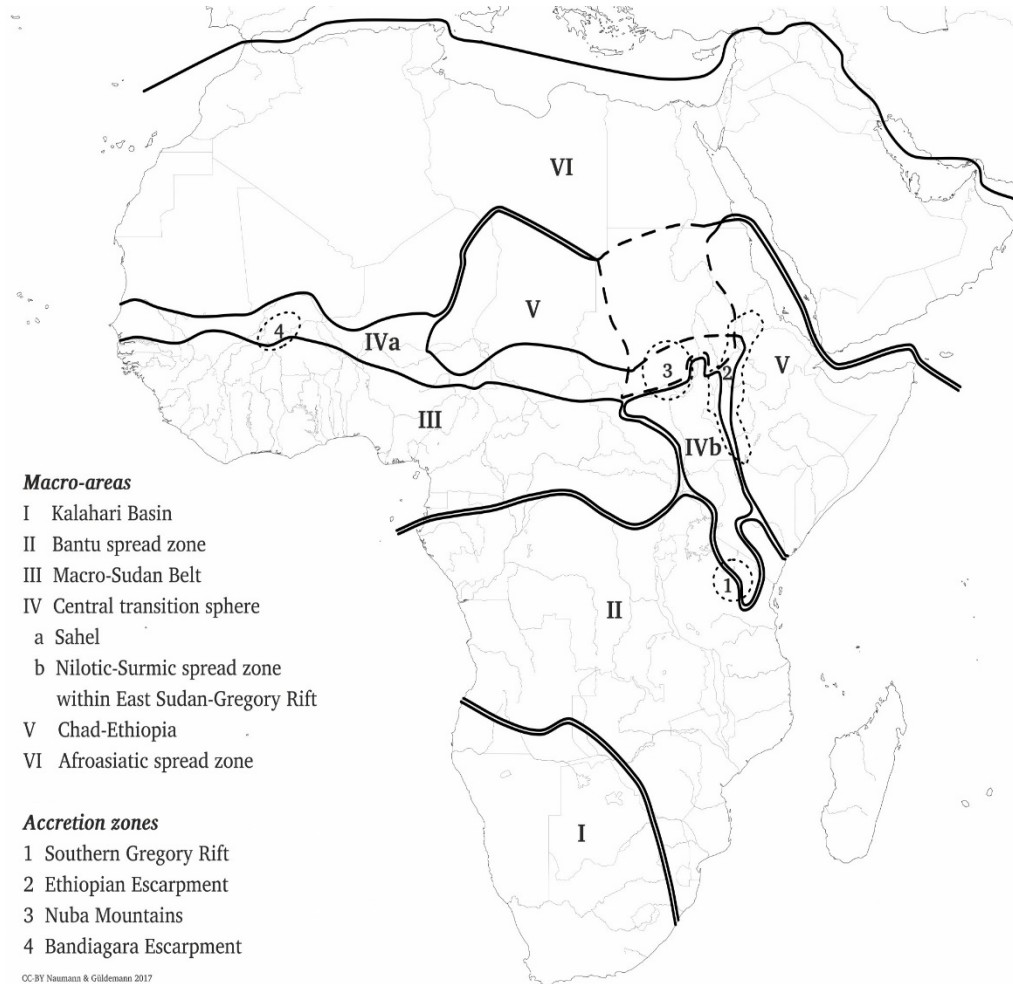 VI
V
IVa
4
3
2
V
III
IVb
1
II
I
Macro-areas
I Kalahari Basin
II Bantu spread zone
III Macro-Sudan Belt
IV Central transition sphere
a Sahel
b Nilotic-Surmic spread zone
within East Sudan-Gregory Rift
V Chad-Ethiopia
VI Afroasiatic spread zone
Accretion zones
1 Southern Gregory Rift
2 Ethiopian Escarpment
3 Nuba Mountains
4 Bandiagara Escarpment
CC-BY Naumann & Güldemann 2017